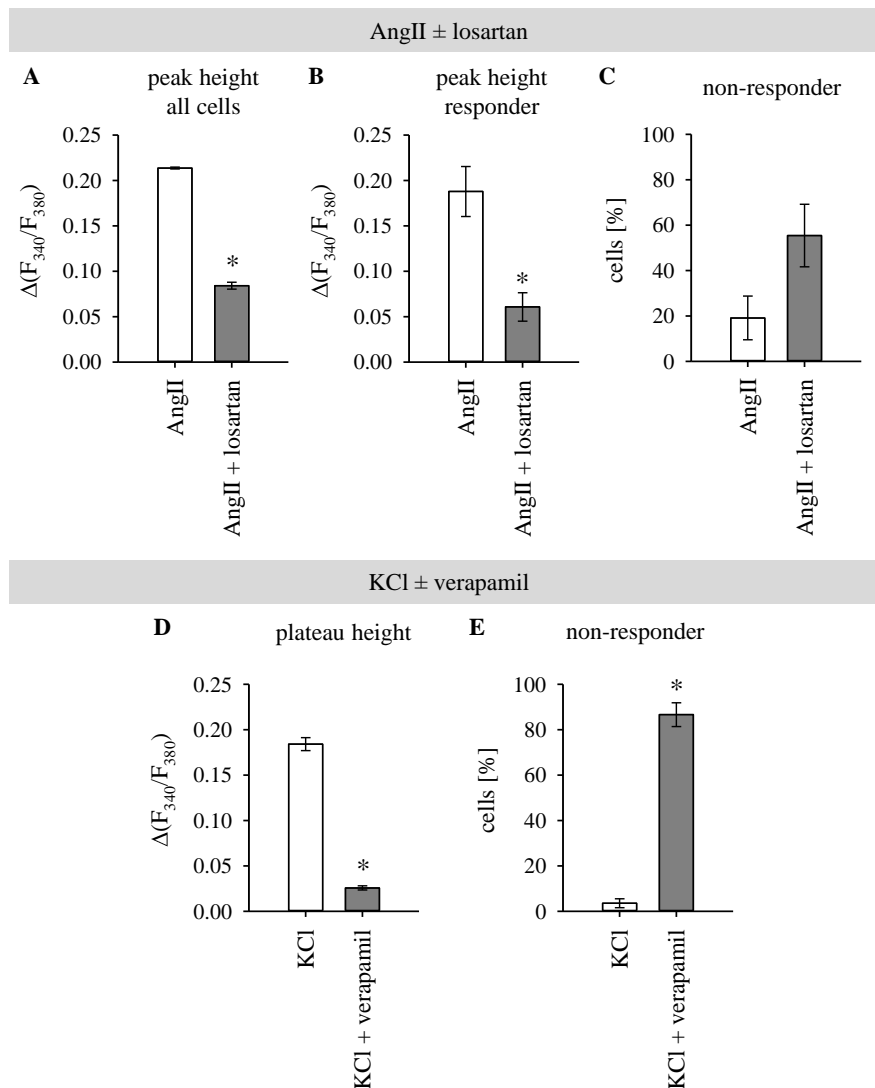 AngII ± losartan
A
peak height
all cells
B
peak height
responder
C
non-responder
Δ(F340/F380)
0.25
0.20
0.15
0.10
0.05
0.00
*
AngII
AngII + losartan
Δ(F340/F380)
0.25
0.20
0.15
0.10
0.05
0.00
*
AngII
AngII + losartan
cells [%]
100
80
60
40
20
0
AngII
AngII + losartan
KCl ± verapamil
D
plateau height
E
non-responder
Δ(F340/F380)
0.25
0.20
0.15
0.10
0.05
0.00
*
KCl
KCl + verapamil
cells [%]
100
80
60
40
20
0
*
KCl
KCl + verapamil